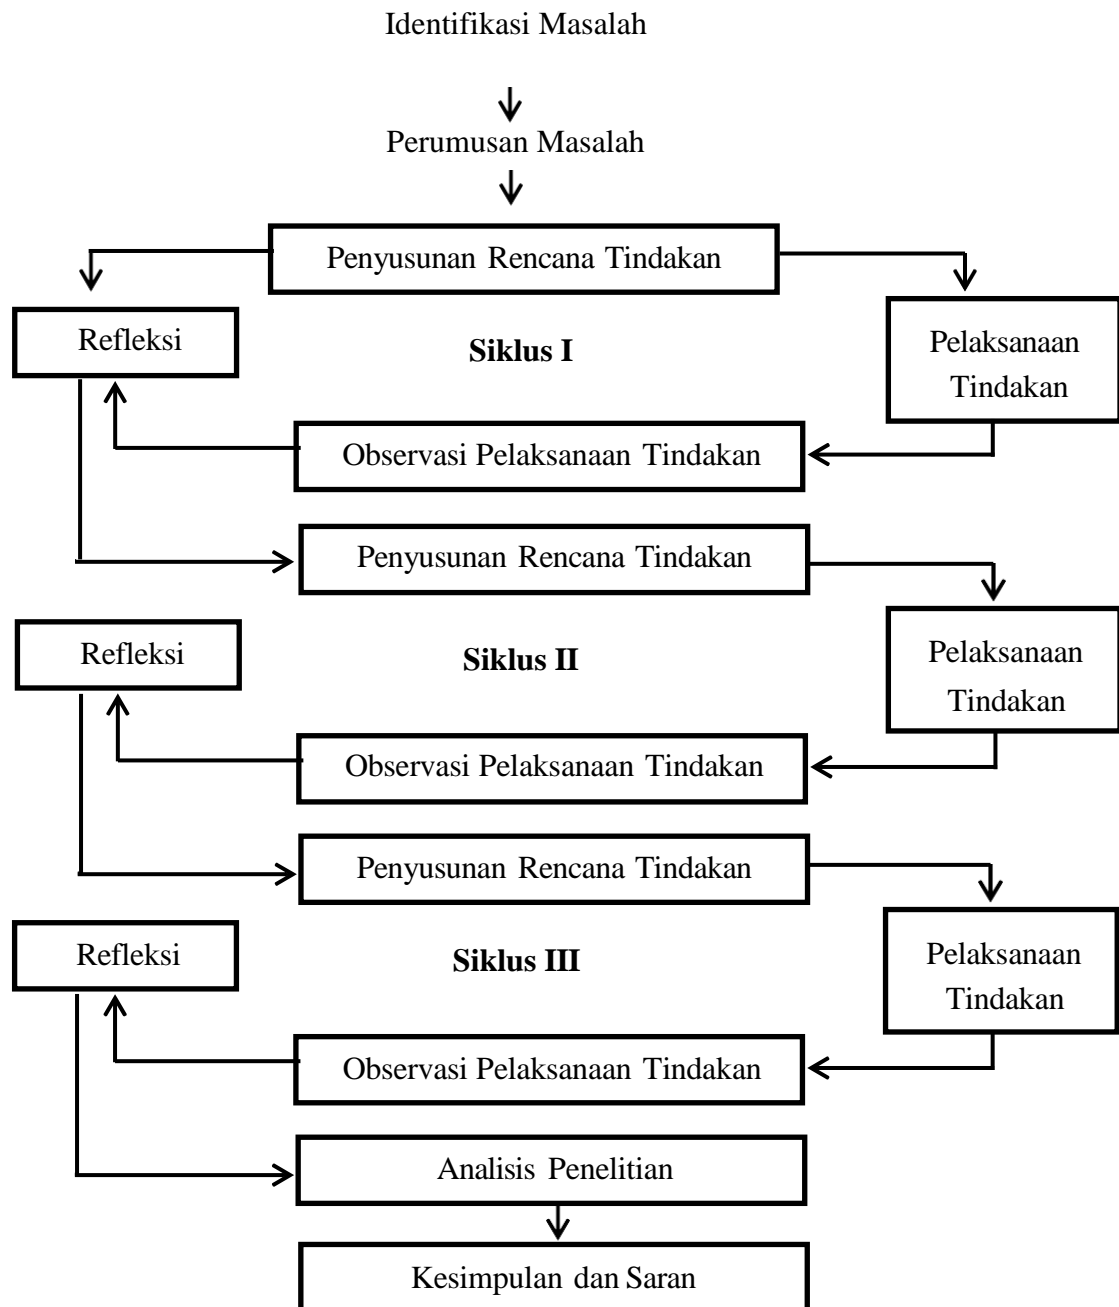 Identifikasi Masalah
Perumusan Masalah
Penyusunan Rencana Tindakan
Refleksi
Siklus I
Pelaksanaan
Tindakan
Observasi Pelaksanaan Tindakan
Penyusunan Rencana Tindakan
Refleksi
Siklus II
Pelaksanaan
Tindakan
Observasi Pelaksanaan Tindakan
Penyusunan Rencana Tindakan
Refleksi
Siklus III
Pelaksanaan
Tindakan
Observasi Pelaksanaan Tindakan
Analisis Penelitian
Kesimpulan dan Saran